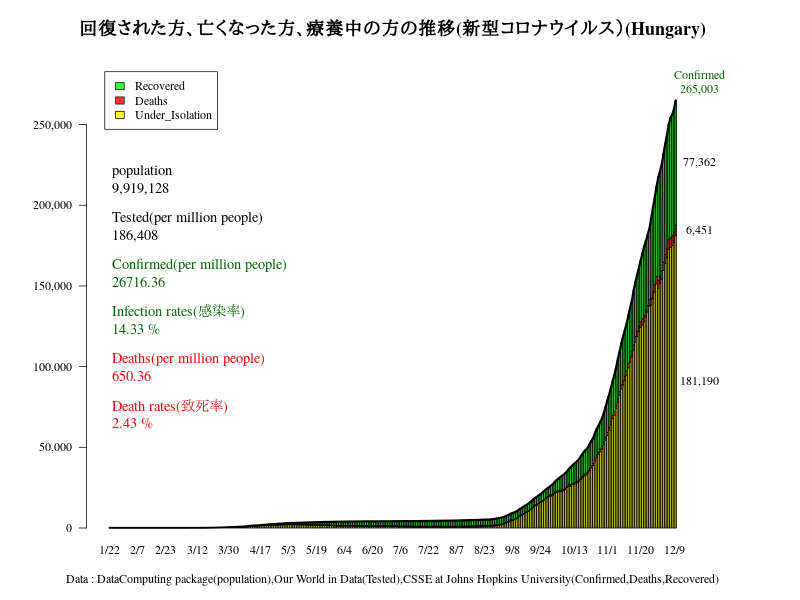 回復された方、亡くなった方、療養中の方の推移(新型コロナウイルス）(Hungary)
Confirmed
265,003
Recovered
Deaths
Under_Isolation
250,000
200,000
150,000
100,000
50,000
0
population
9,919,128
Tested(per million people)
186,408
Confirmed(per million people)
26716.36
Infection rates(感染率)
14.33 %
Deaths(per million people)
650.36
Death rates(致死率)
2.43 %
77,362
6,451
181,190
1/22 2/7 2/23 3/12 3/30 4/17 5/3 5/19 6/4 6/20 7/6 7/22 8/7 8/23 9/8 9/24 10/13 11/1 11/20 12/9
Data : DataComputing package(population),Our World in Data(Tested),CSSE at Johns Hopkins University(Confirmed,Deaths,Recovered)